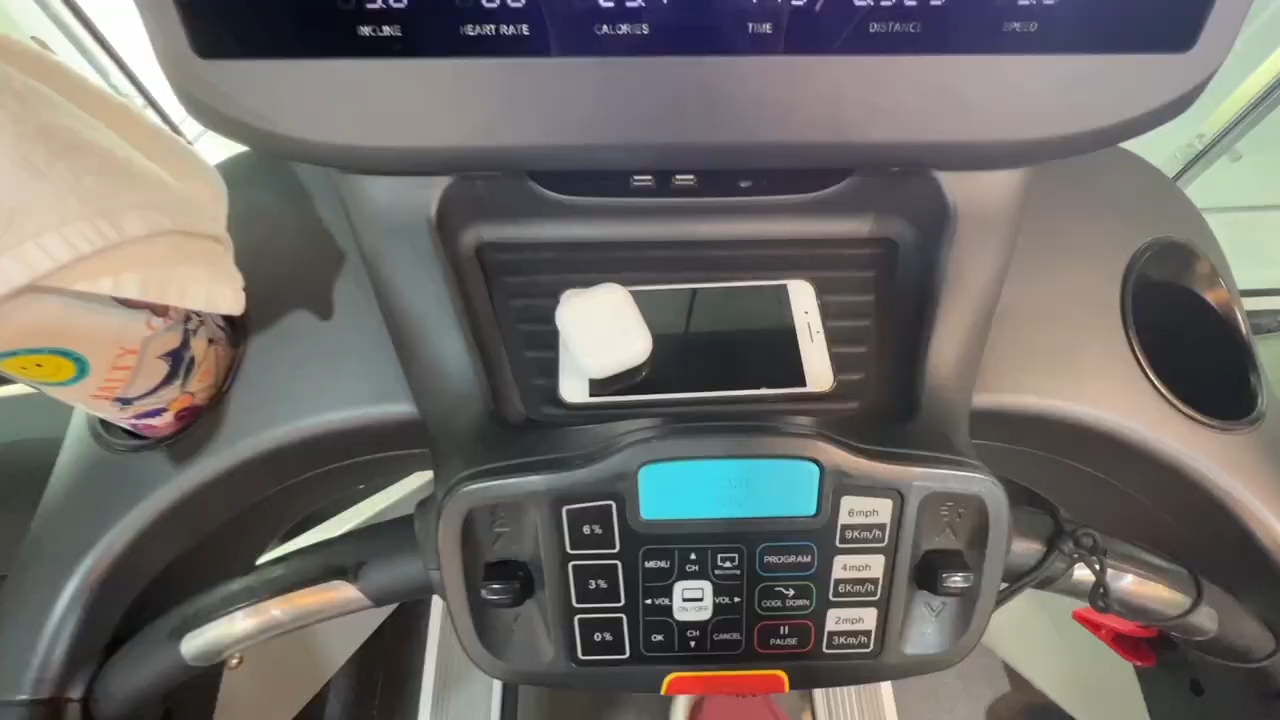 INCLINE
HEART RATE
CALORIES
TIME
DISTANCE
SPEED
6%
3%
0%
MENU
CH
VOL
ON/OFF
VOL
OK
CH
CANCEL
PROGRAM
COOL DOWN
PAUSE
6mph
9Km/h
4mph
6Km/h
2mph
3Km/h